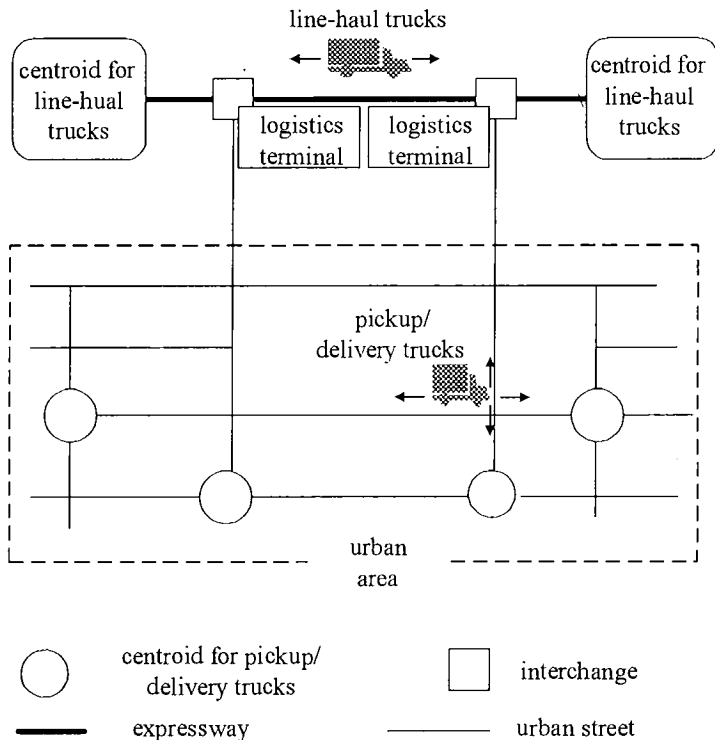 line-haul trucks
centroid for
line-hual
trucks
centroid for
line-haul
trucks
logistics
terminal
logistics
terminal
pickup/
delivery trucks
urban
area
centroid for pickup/
delivery trucks
interchange
expressway
urban street